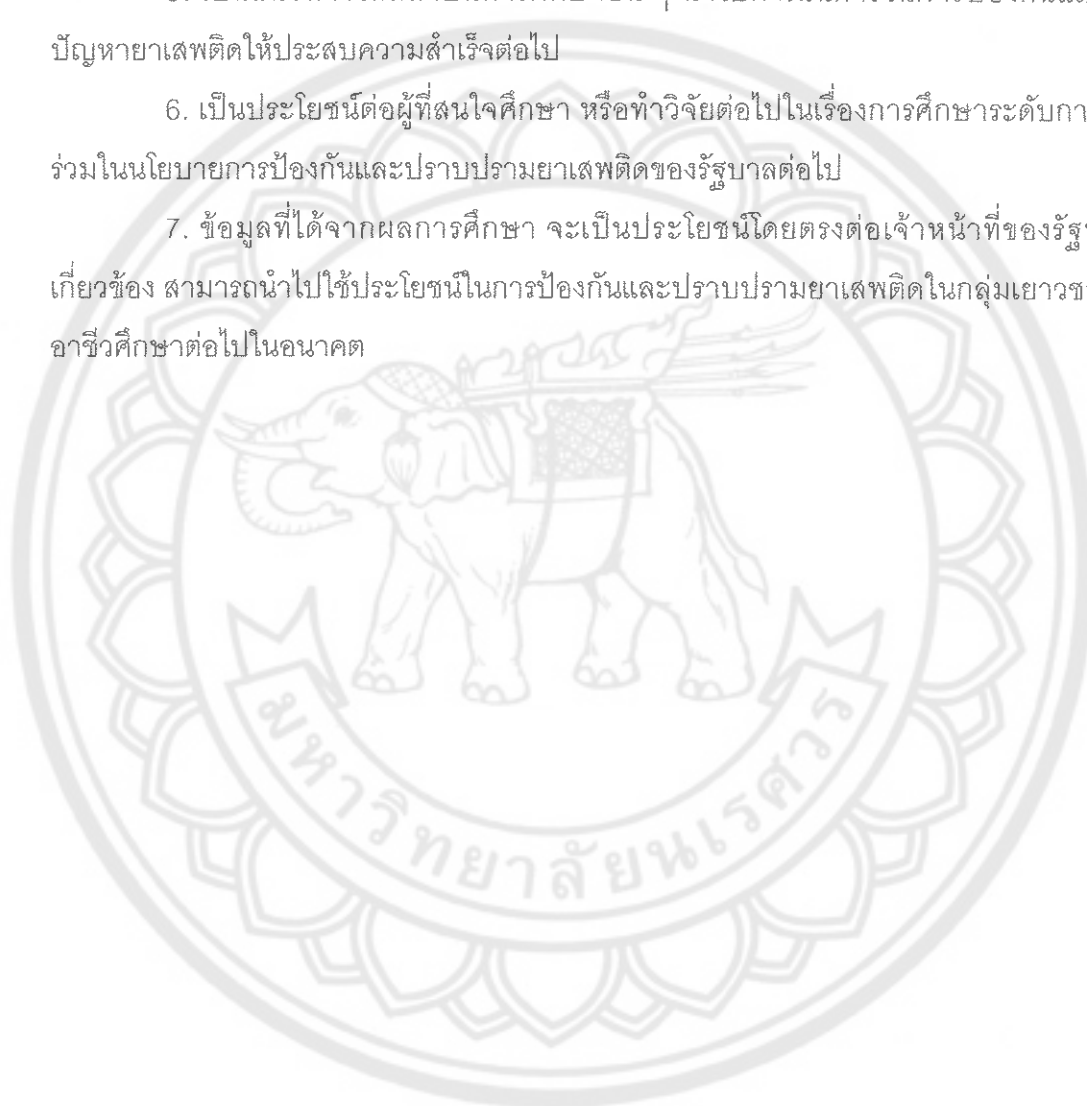 ปัญหายาเสพติดให้ประสบความสำเร็จต่อไป
6. เป็นประโยชน์ต่อผู้ที่สนใจศึกษา หรือทำวิจัยต่อไปในเรื่องการศึกษาระดับกา
ร่วมในนโยบายการป้องกันและปราบปรามยาเสพติดของรัฐบาลต่อไป
7. ข้อมูลที่ได้จากผลการศึกษา จะเป็นประโยชน์โดยตรงต่อเจ้าหน้าที่ของรัฐ
เกี่ยวข้อง สามารถนำไปใช้ประโยชน์ในการป้องกันและปราบปรามยาเสพติดในกลุ่มเยาวช
อาชีวศึกษาต่อไปในอนาคต
มหาวิทยาลัยนเรศวร